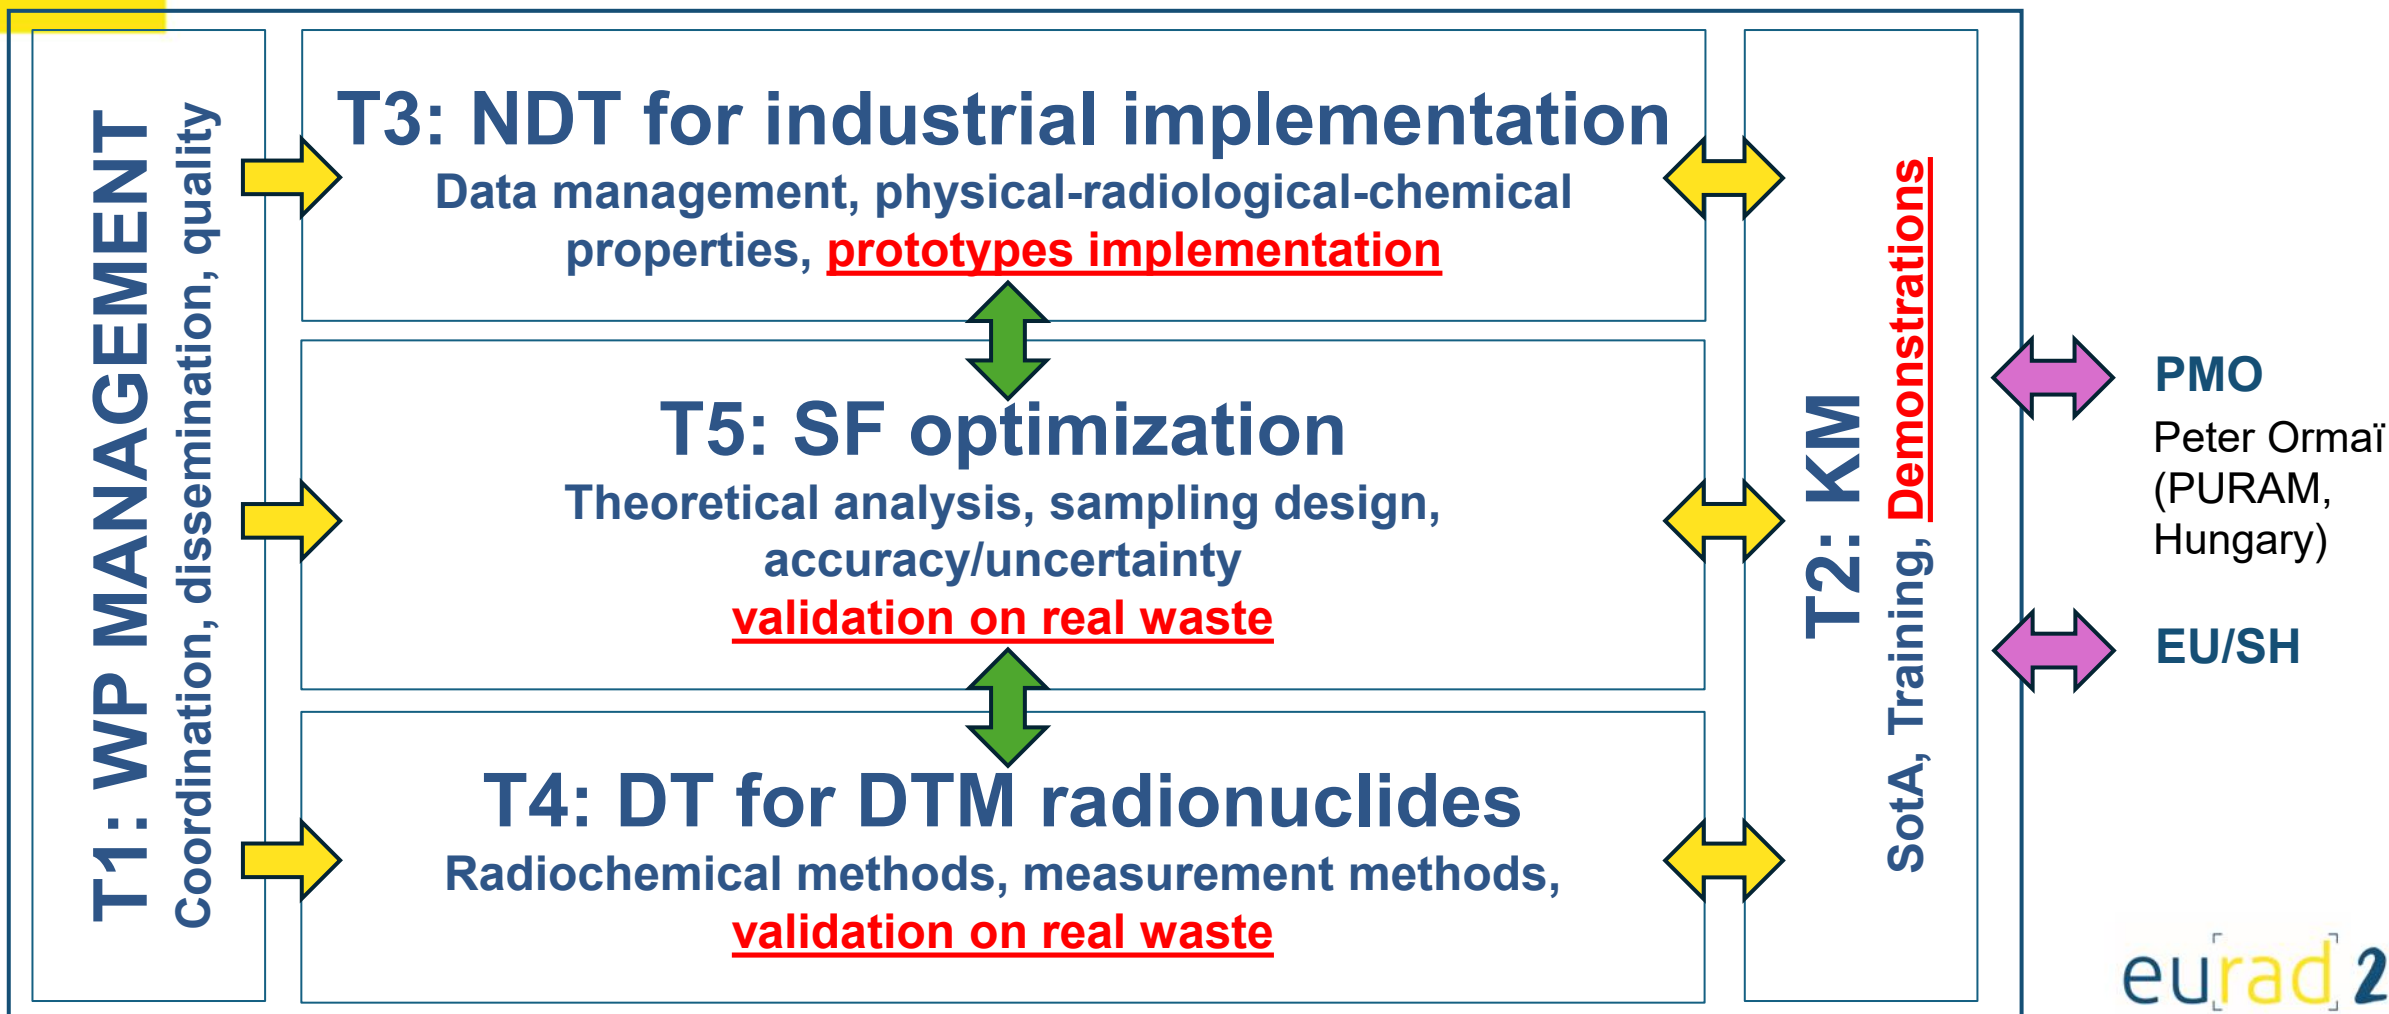 T1: WP MANAGEMENT
Coordination, dissemination, quality
T3: NDT for industrial implementation
Data management, physical-radiological-chemical
properties, prototypes implementation
T5: SF optimization
Theoretical analysis, sampling design,
accuracy/uncertainty
validation on real waste
T4: DT for DTM radionuclides
Radiochemical methods, measurement methods,
validation on real waste
T2: KM
SotA, Training, Demonstrations
PMO
Peter Ormaï
(PURAM,
Hungary)
EU/SH
eurad 2